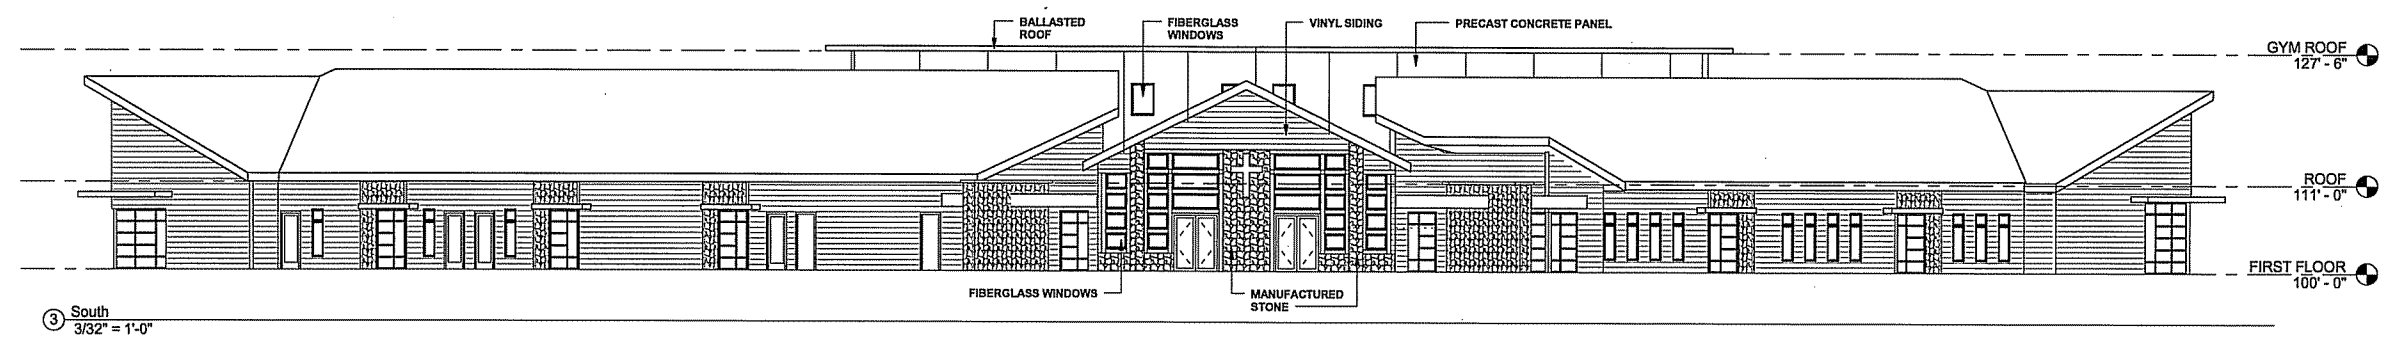 BALLASTED
ROOF
FIBERGLASS
WINDOWS
VINYL SIDING
PRECAST CONCRETE PANEL
GYM ROOF
127' - 6"
ROOF
111' - 0"
FIRST FLOOR
100' - 0"
FIBERGLASS WINDOWS
MANUFACTURED
STONE
3
South
3/32" = 1'-0"